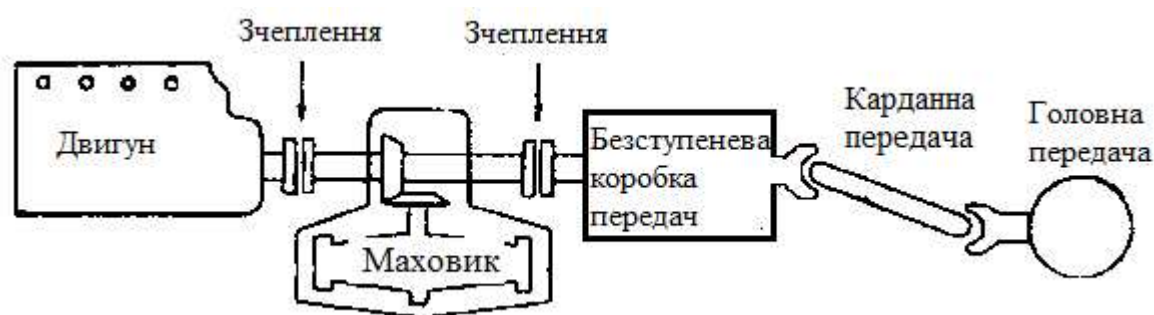 Зчеплення
Зчеплення
Двигун
Маховик
Безступенева
коробка
передач
Карданна
передача
Головна
передача